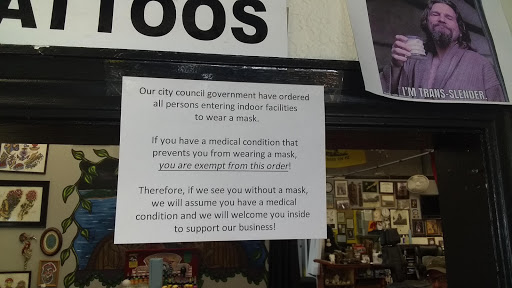 ATTOOS
I'M TRANS-SLENDER.
Our city council government have ordered
all persons entering indoor facilities
to wear a mask.
If you have a medical condition that
prevents you from wearing a mask,
you are exempt from this order!
Therefore, if we see you without a mask,
we will assume you have a medical
condition and we will welcome you inside
to support our business!